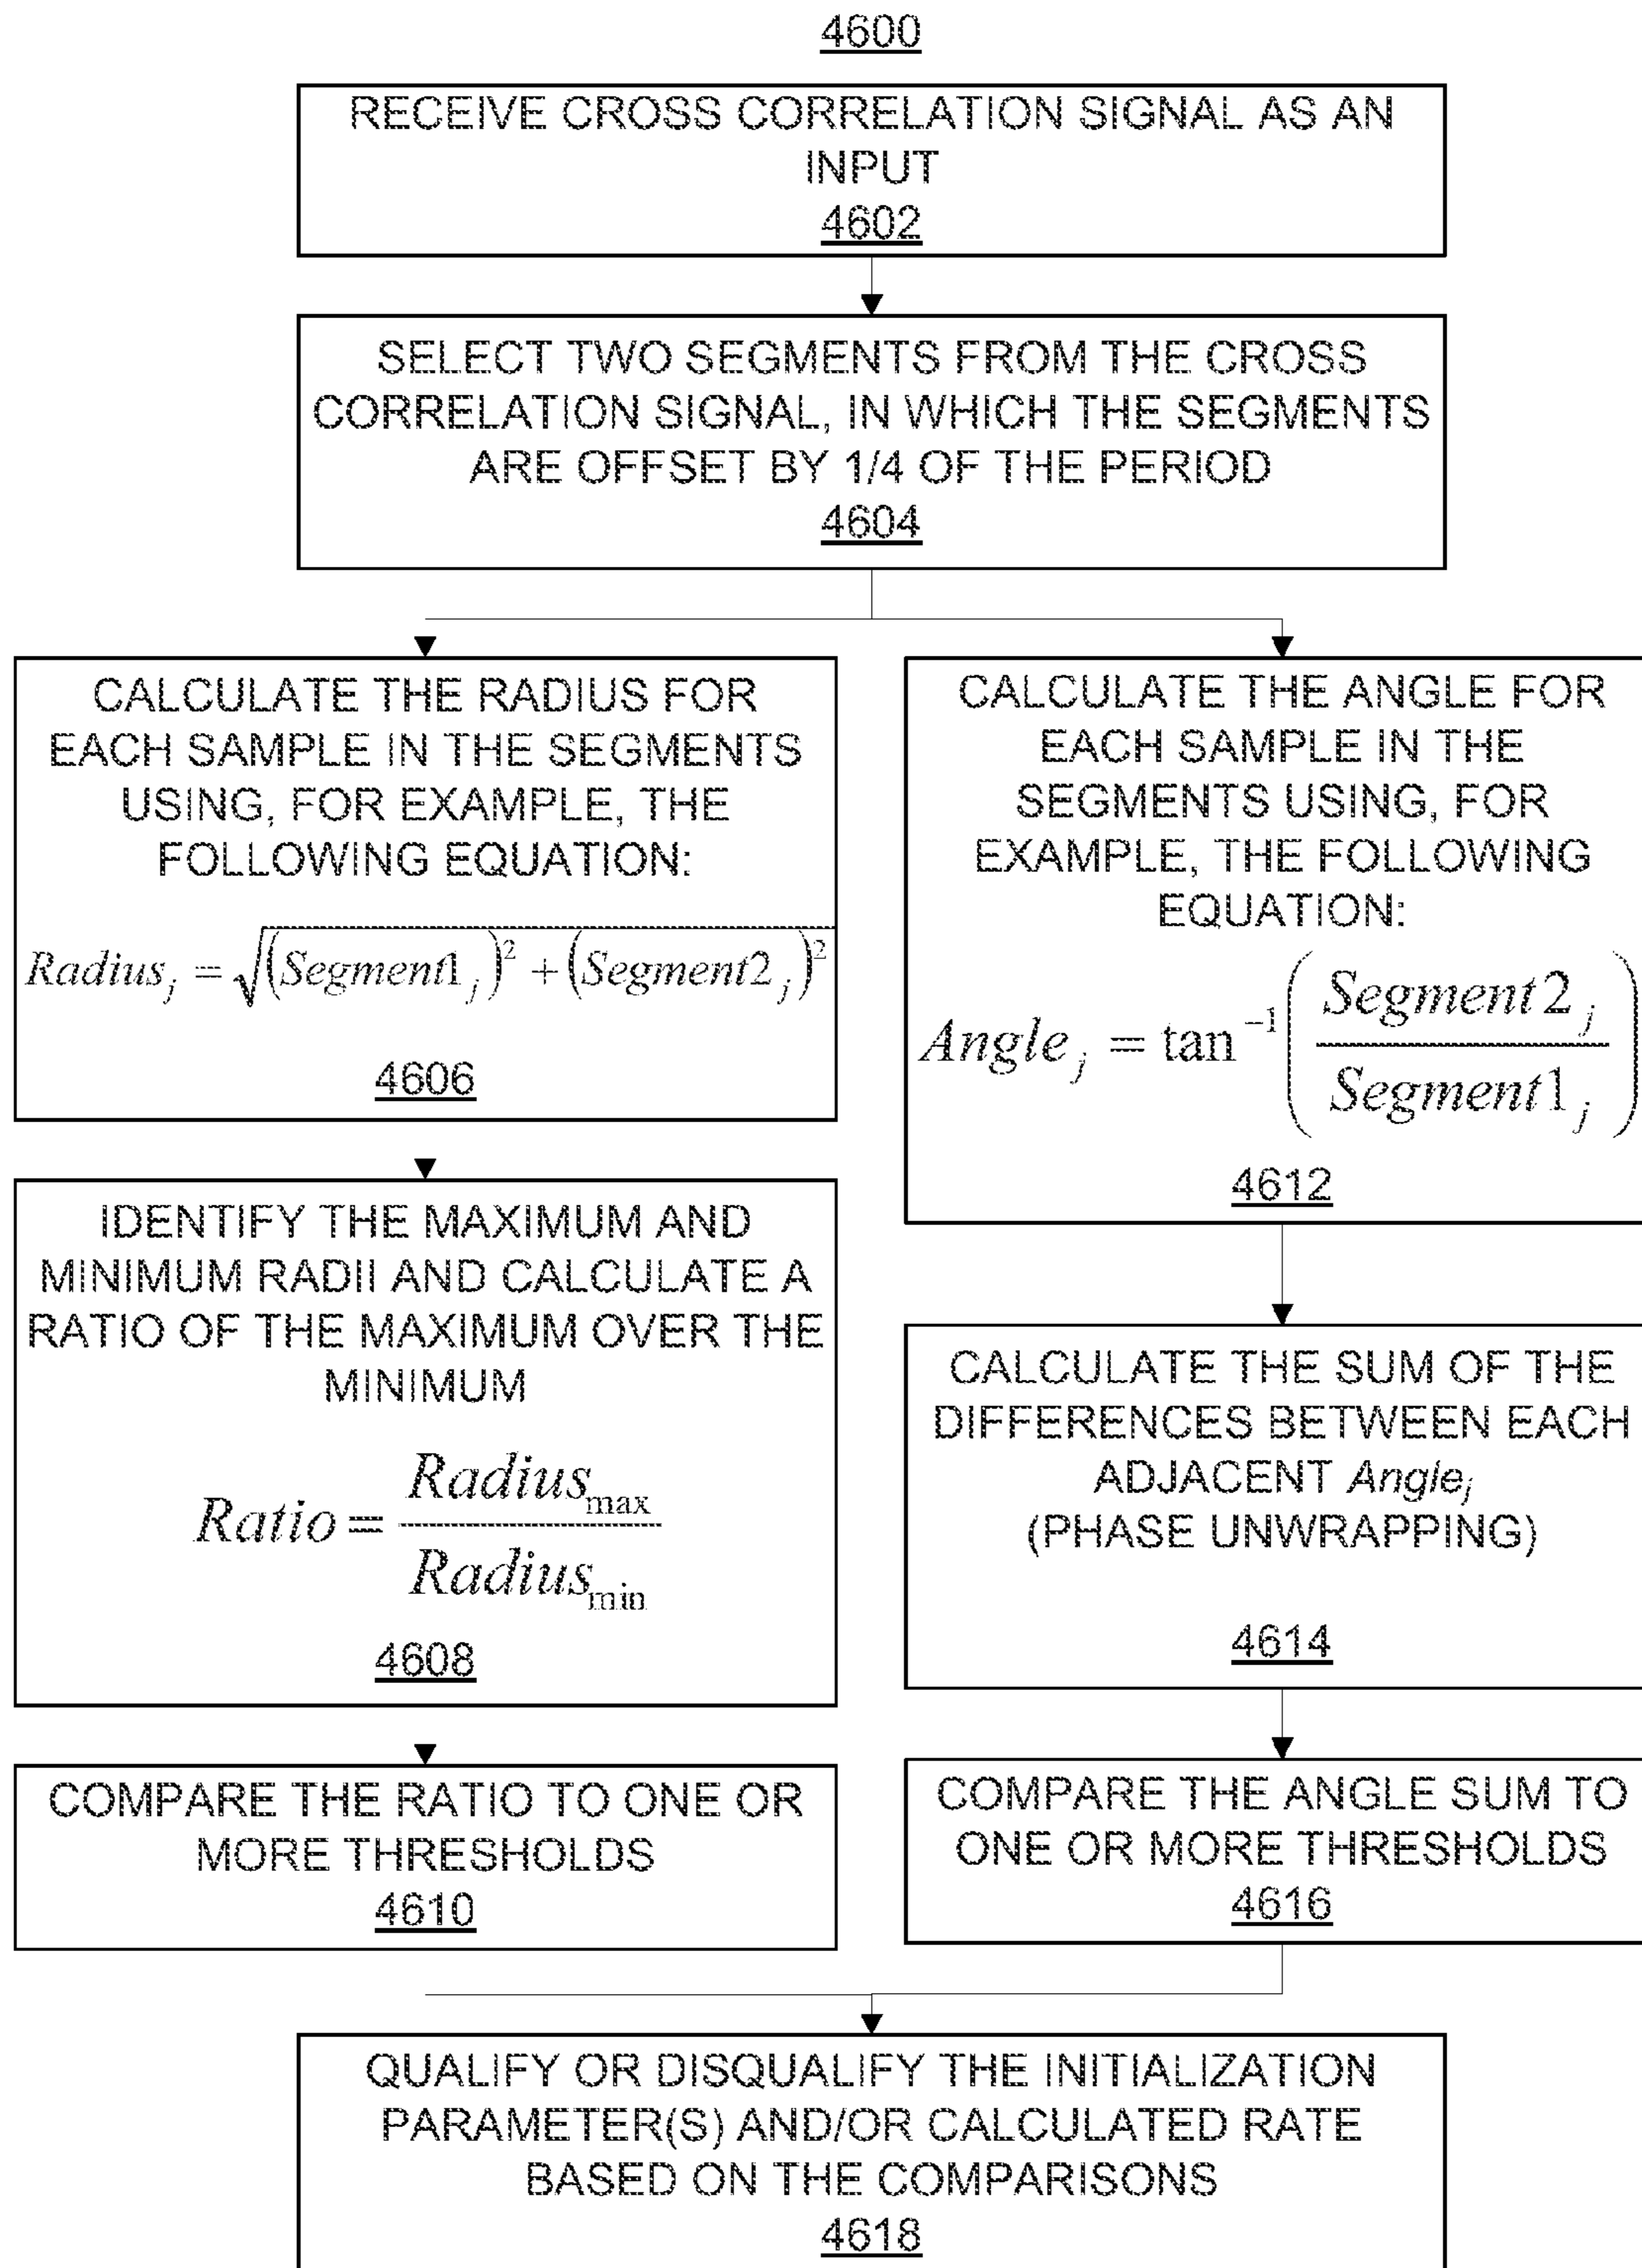 4600
RECEIVE CROSS CORRELATION SIGNAL AS AN
INPUT
4602
SELECT TWO SEGMENTS FROM THE CROSS
CORRELATION SIGNAL, IN WHICH THE SEGMENTS
ARE OFFSET BY 1/4 OF THE PERIOD
4604
CALCULATE THE RADIUS FOR
EACH SAMPLE IN THE SEGMENTS
USING, FOR EXAMPLE, THE
FOLLOWING EQUATION:
Radius_j = √((Segment1_j)² + (Segment2_j)²)
4606
IDENTIFY THE MAXIMUM AND
MINIMUM RADII AND CALCULATE A
RATIO OF THE MAXIMUM OVER THE
MINIMUM
Ratio = Radius_max / Radius_min
4608
COMPARE THE RATIO TO ONE OR
MORE THRESHOLDS
4610
CALCULATE THE ANGLE FOR
EACH SAMPLE IN THE
SEGMENTS USING, FOR
EXAMPLE, THE FOLLOWING
EQUATION:
Angle_j = tan⁻¹(Segment2_j / Segment1_j)
4612
CALCULATE THE SUM OF THE
DIFFERENCES BETWEEN EACH
ADJACENT Angle_j
(PHASE UNWRAPPING)
4614
COMPARE THE ANGLE SUM TO
ONE OR MORE THRESHOLDS
4616
QUALIFY OR DISQUALIFY THE INITIALIZATION
PARAMETER(S) AND/OR CALCULATED RATE
BASED ON THE COMPARISONS
4618